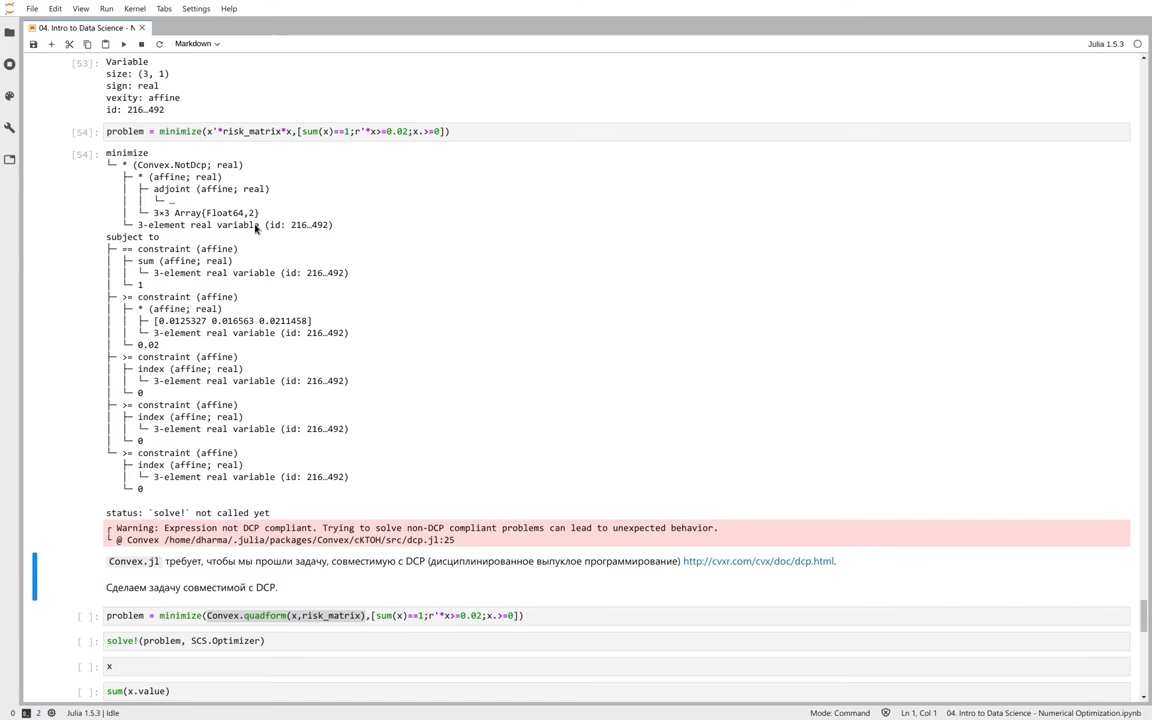 File Edit View Run Kernel Tabs Settings Help
04. Intro to Data Science - N
Markdown
Julia 1.5.3
[53]: Variable
size: (3, 1)
sign: real
vexity: affine
id: 216…492
[54]: problem = minimize(x'*risk_matrix*x,[sum(x)==1;r'*x>=0.02;x.>=0])
[54]: minimize
└─ * (Convex.NotDcp; real)
   ├─ * (affine; real)
   │  ├─ adjoint (affine; real)
   │  │  └─ …
   │  └─ 3×3 Array{Float64,2}
   └─ 3-element real variable (id: 216…492)
subject to
├─ == constraint (affine)
│  ├─ sum (affine; real)
│  │  └─ 3-element real variable (id: 216…492)
│  └─ 1
├─ >= constraint (affine)
│  ├─ * (affine; real)
│  │  ├─ [0.0125327 0.016563 0.0211458]
│  │  └─ 3-element real variable (id: 216…492)
│  └─ 0.02
├─ >= constraint (affine)
│  ├─ index (affine; real)
│  │  └─ 3-element real variable (id: 216…492)
│  └─ 0
├─ >= constraint (affine)
│  ├─ index (affine; real)
│  │  └─ 3-element real variable (id: 216…492)
│  └─ 0
└─ >= constraint (affine)
   ├─ index (affine; real)
   │  └─ 3-element real variable (id: 216…492)
   └─ 0
status: `solve!` not called yet
┌ Warning: Expression not DCP compliant. Trying to solve non-DCP compliant problems can lead to unexpected behavior.
└ @ Convex /home/dharma/.julia/packages/Convex/cKTOH/src/dcp.jl:25
Convex.jl требует, чтобы мы прошли задачу, совместимую с DCP (дисциплинированное выпуклое программирование) http://cvxr.com/cvx/doc/dcp.html.
Сделаем задачу совместимой с DCP.
[ ]: problem = minimize(Convex.quadform(x,risk_matrix),[sum(x)==1;r'*x>=0.02;x.>=0])
[ ]: solve!(problem, SCS.Optimizer)
[ ]: x
[ ]: sum(x.value)
0 2 Julia 1.5.3 | Idle Mode: Command Ln 1, Col 1 04. Intro to Data Science - Numerical Optimization.ipynb